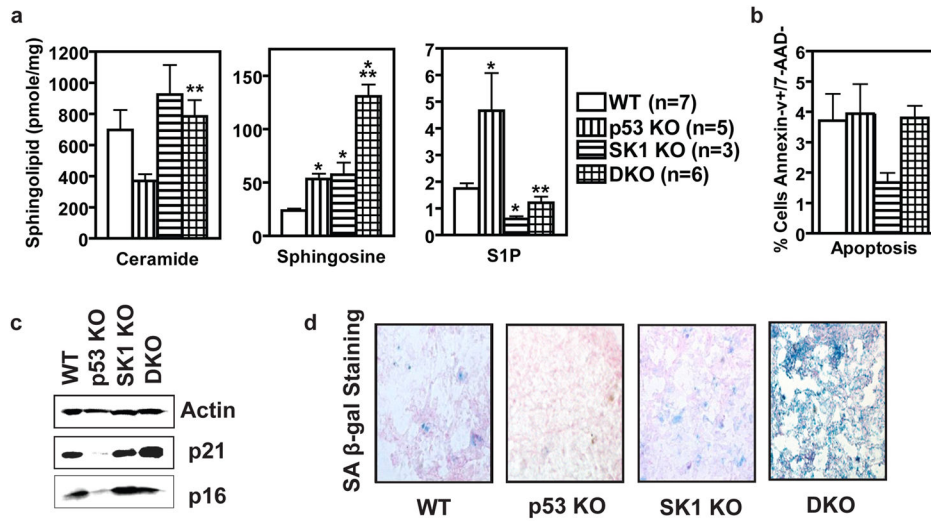 a
Sphingolipid (pmole/mg)
1200
1000
800
600
400
200
0
**
Ceramide
150
100
50
0
*
*
*
**
Sphingosine
7
6
5
4
3
2
1
0
*
*
**
S1P
WT (n=7)
p53 KO (n=5)
SK1 KO (n=3)
DKO (n=6)
b
% Cells Annexin-v+/7-AAD-
6
4
2
0
Apoptosis
c
WT
p53 KO
SK1 KO
DKO
Actin
p21
p16
d
SA β-gal Staining
WT
p53 KO
SK1 KO
DKO